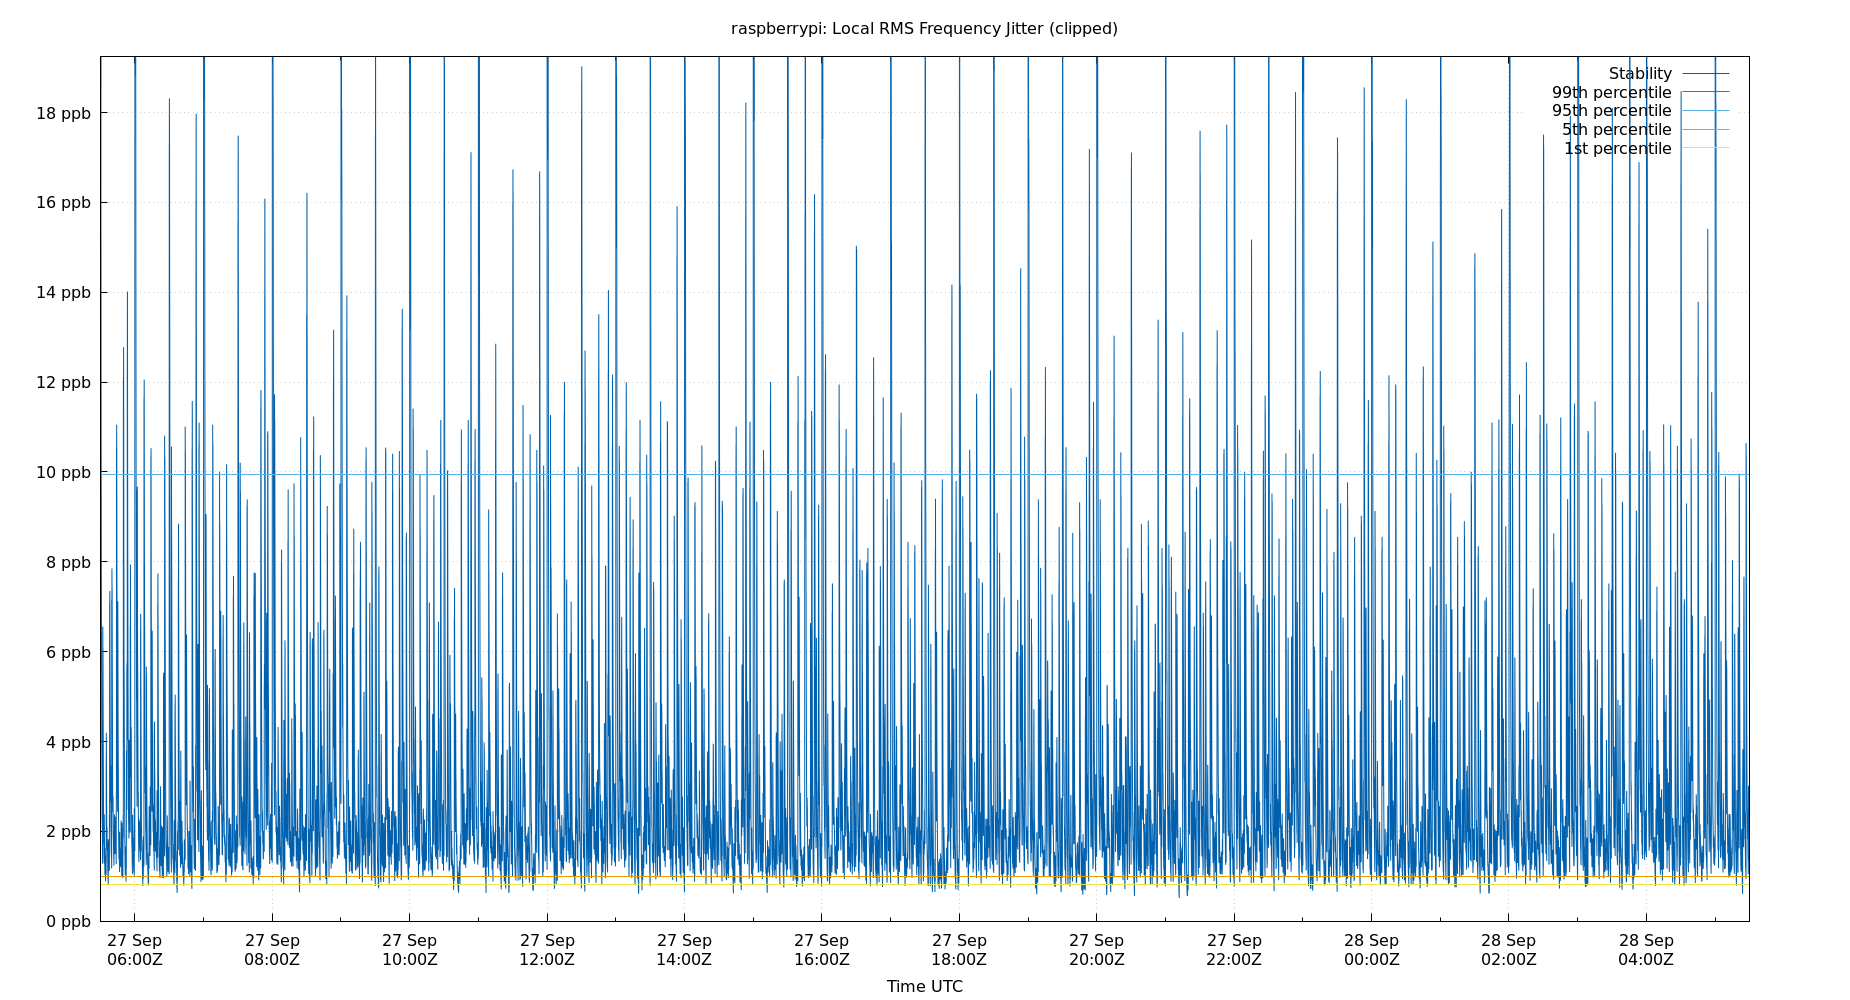 raspberrypi: Local RMS Frequency Jitter (clipped)
Stability
99th percentile
95th percentile
5th percentile
1st percentile
18 ppb
16 ppb
14 ppb
12 ppb
10 ppb
8 ppb
6 ppb
4 ppb
2 ppb
0 ppb
27 Sep 27 Sep 27 Sep 27 Sep 27 Sep 27 Sep 27 Sep 27 Sep 27 Sep 28 Sep 28 Sep 28 Sep
06:00Z 08:00Z 10:00Z 12:00Z 14:00Z 16:00Z 18:00Z 20:00Z 22:00Z 00:00Z 02:00Z 04:00Z
Time UTC